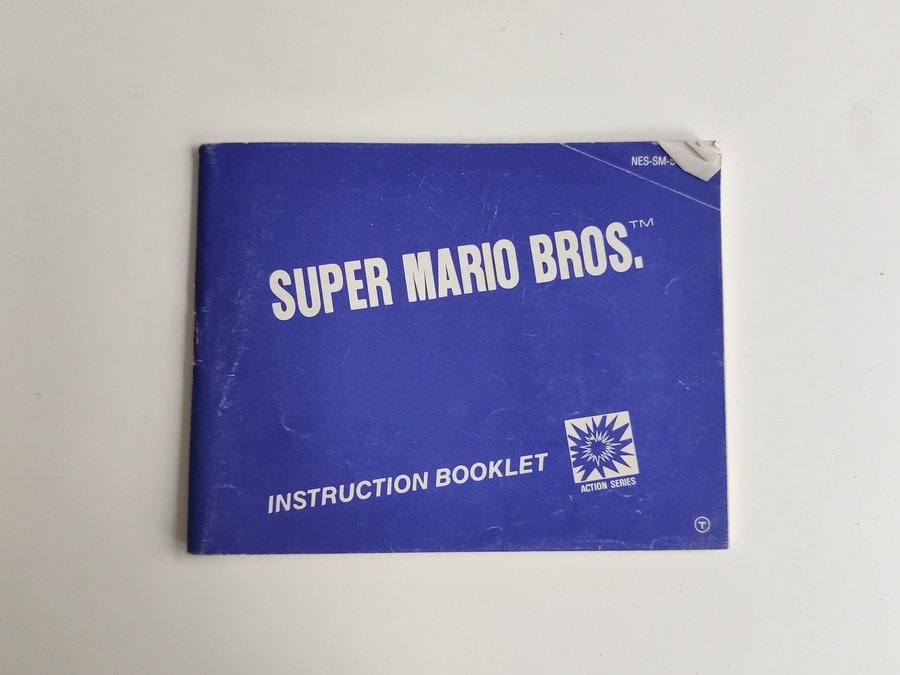 NES-SM-
SUPER MARIO BROS.™
INSTRUCTION BOOKLET
ACTION SERIES
T